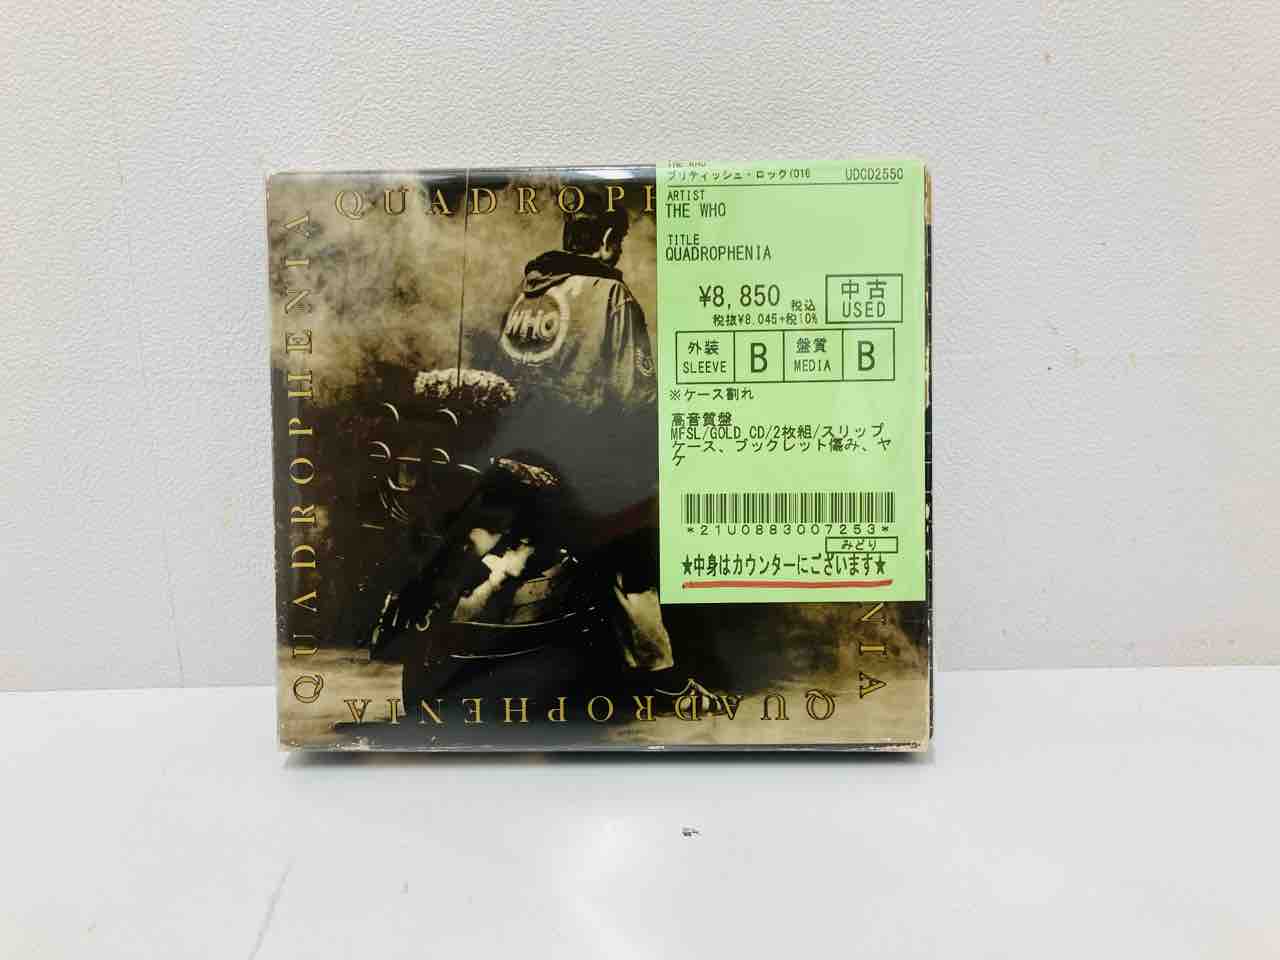 QUADROPH
QUADROPHENIA
WHO
THE WHO
ブリティッシュ・ロック(016
UDCD2550
ARTIST
THE WHO
TITLE
QUADROPHENIA
¥8,850 税込
税抜¥8,045+税10%
中古
USED
外装
SLEEVE
B
盤質
MEDIA
B
※ケース割れ
高音質盤
MFSL/GOLD CD/2枚組/スリップ
ケース、ブックレット傷み、ヤ
ケ
*21U0883007253*
みどり
★中身はカウンターにございます★
NIA
QUADROPHENIA